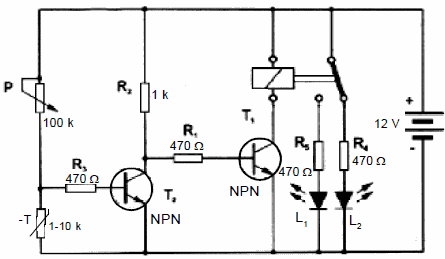 P
100 k
R₂
1 k
R₁
470 Ω
T₁
NPN
R₃
470 Ω
T₂
NPN
-T
1-10 k
R₅
470 Ω
R₄
470 Ω
L₁
L₂
+
12 V
-